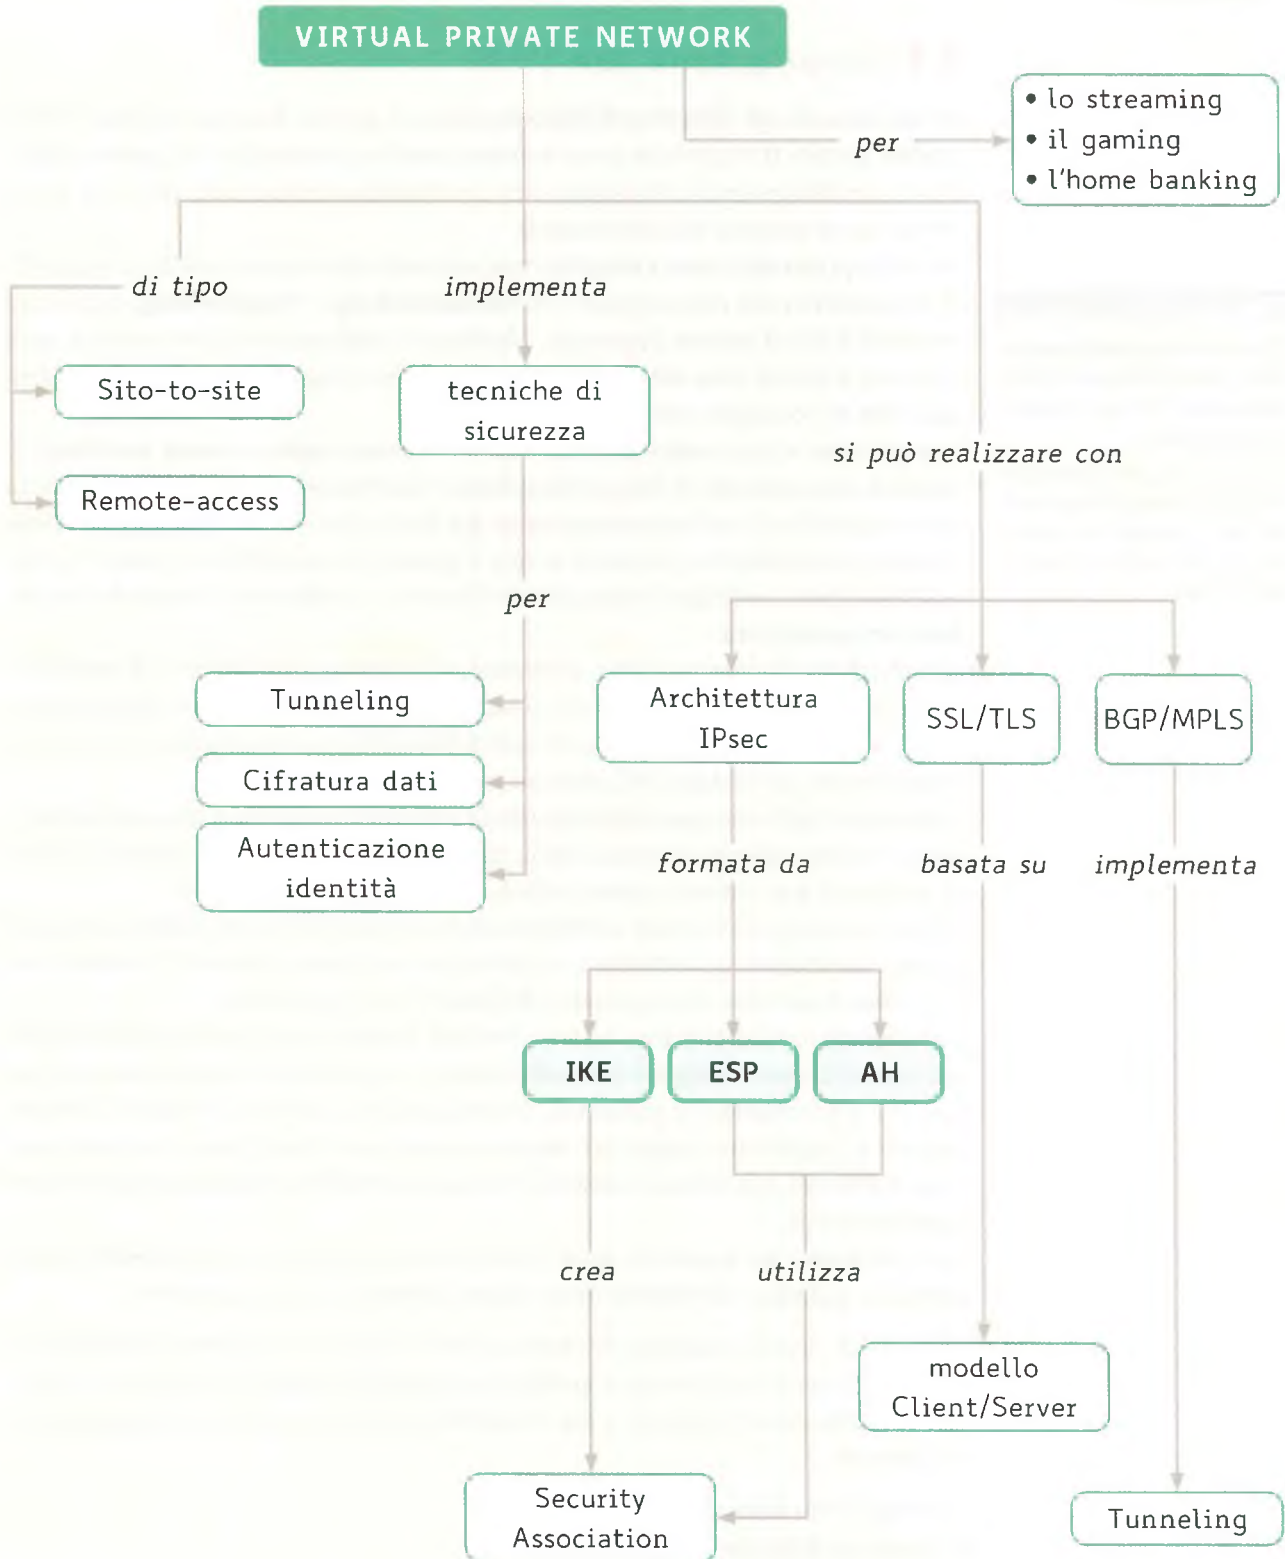 VIRTUAL PRIVATE NETWORK
• lo streaming
• il gaming
• l'home banking
per
di tipo
implementa
Sito-to-site
tecniche di
sicurezza
si può realizzare con
Remote-access
per
Tunneling
Architettura
IPsec
SSL/TLS
BGP/MPLS
Cifratura dati
Autenticazione
identità
formata da
basata su
implementa
IKE
ESP
AH
crea
utilizza
modello
Client/Server
Security
Association
Tunneling